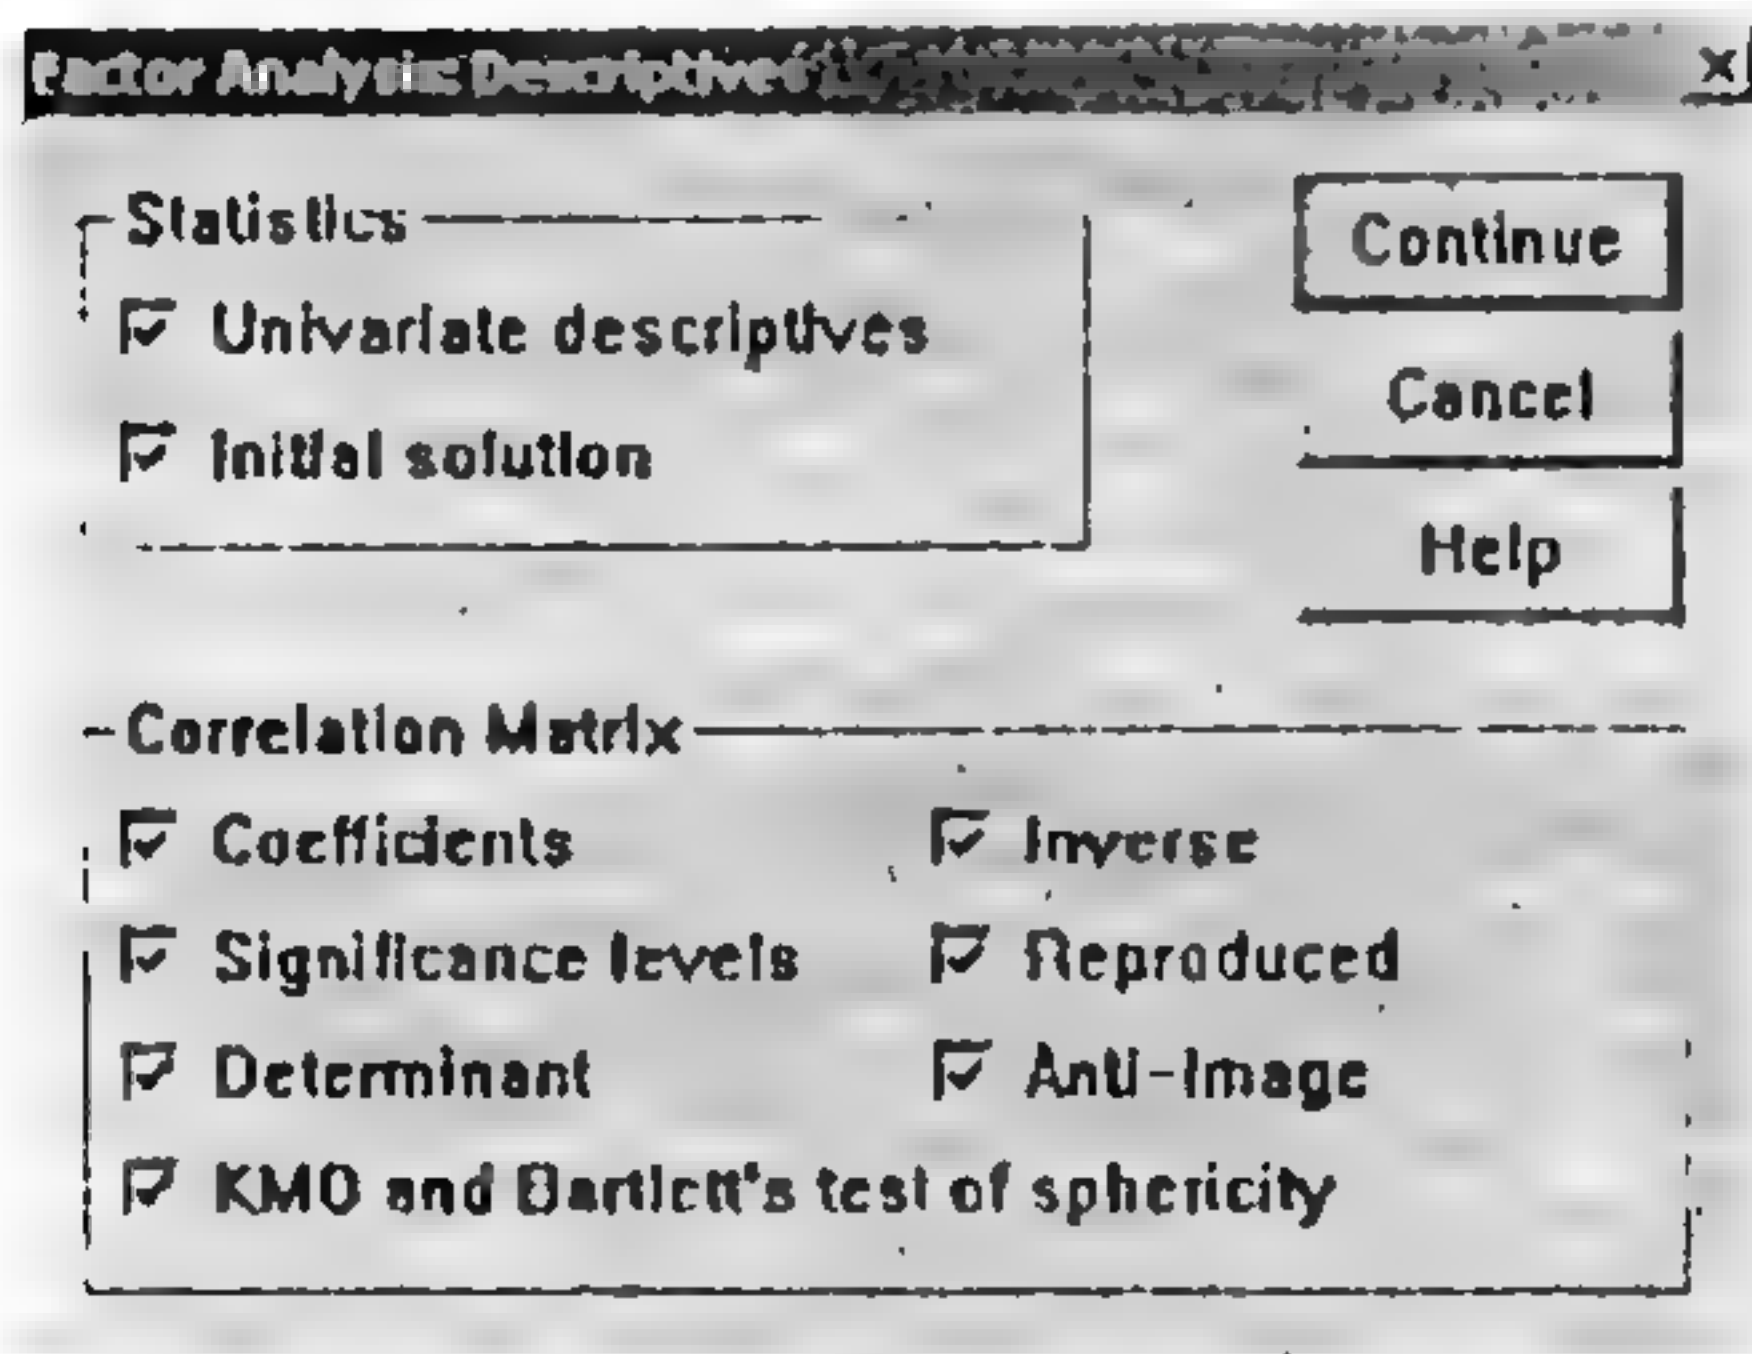 Factor Analysis: Descriptives
Statistics
Univariate descriptives
Initial solution
Continue
Cancel
Help
Correlation Matrix
Coefficients
Inverse
Significance levels
Reproduced
Determinant
Anti-Image
KMO and Bartlett's test of sphericity